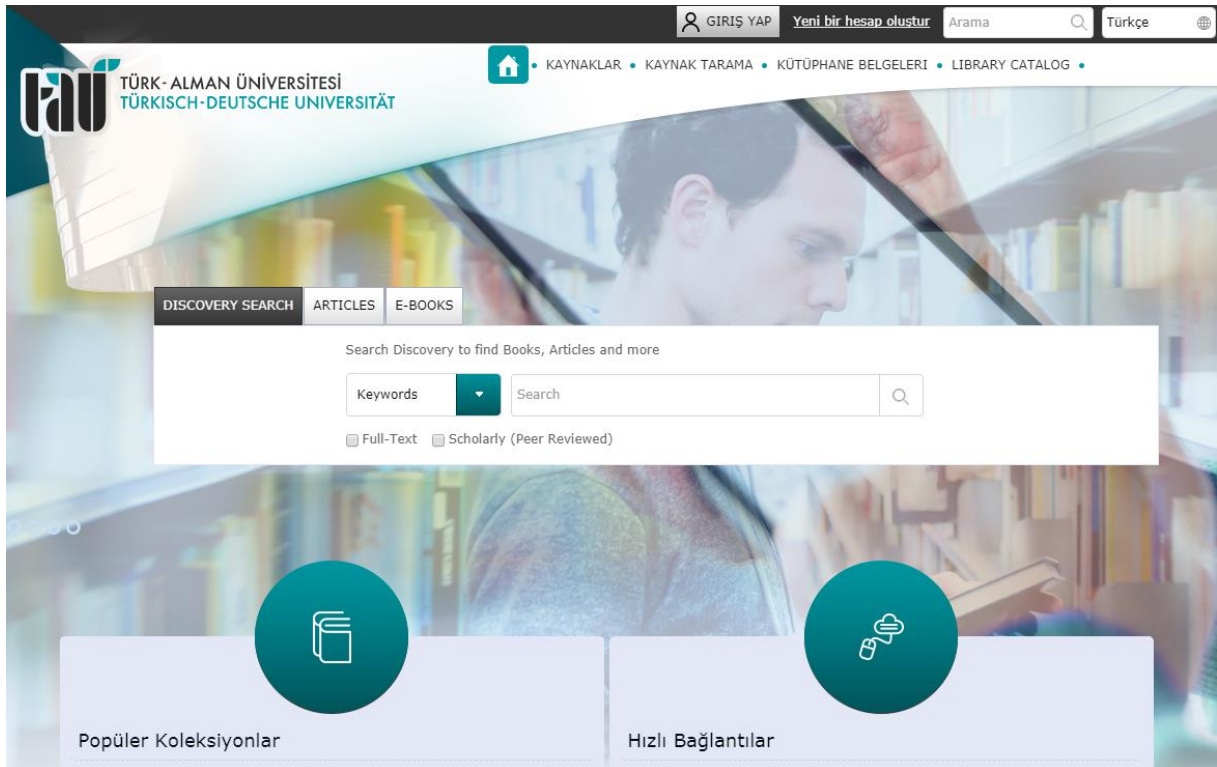 GIRIŞ YAP Yeni bir hesap oluştur Arama Türkçe
• KAYNAKLAR • KAYNAK TARAMA • KÜTÜPHANE BELGELERI • LIBRARY CATALOG •
tau
TÜRK-ALMAN ÜNİVERSİTESİ
TÜRKISCH-DEUTSCHE UNIVERSITÄT
DISCOVERY SEARCH ARTICLES E-BOOKS
Search Discovery to find Books, Articles and more
Keywords Search
Full-Text Scholarly (Peer Reviewed)
Popüler Koleksiyonlar Hızlı Bağlantılar